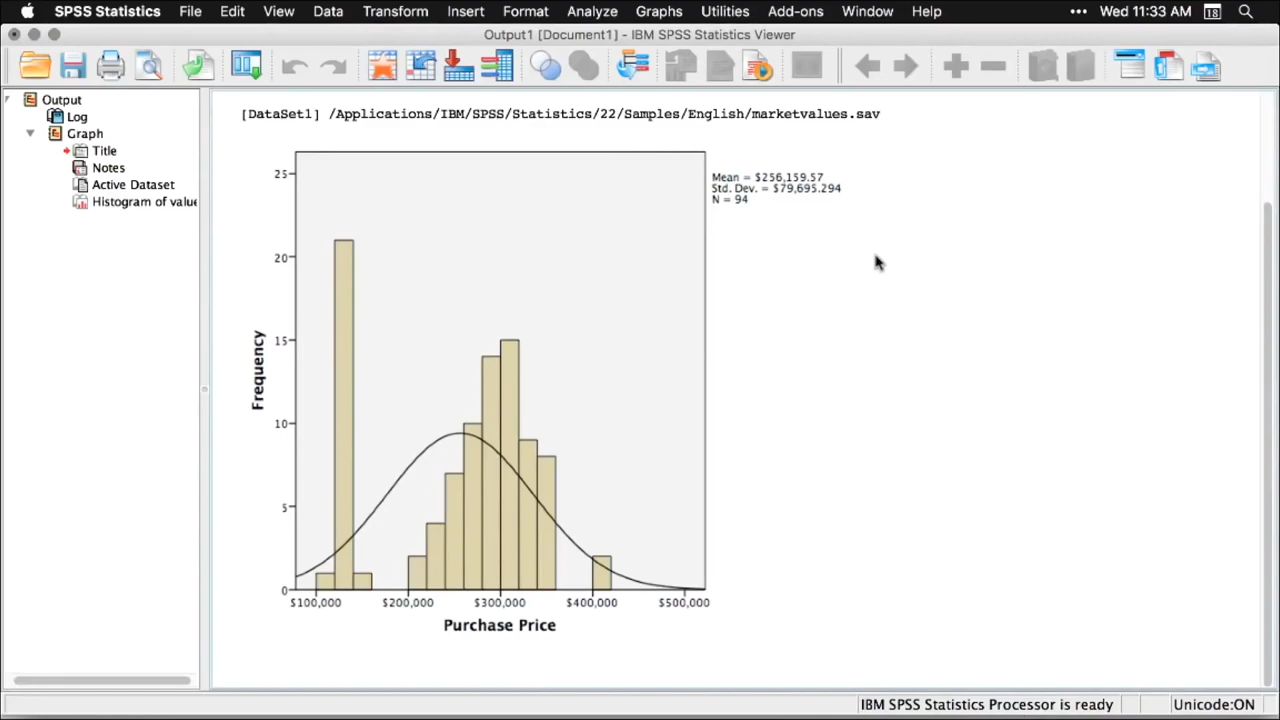 SPSS Statistics File Edit View Data Transform Insert Format Analyze Graphs Utilities Add-ons Window Help ••• Wed 11:33 AM 18
Output1 [Document1] - IBM SPSS Statistics Viewer
Output
Log
Graph
Title
Notes
Active Dataset
Histogram of value
[DataSet1] /Applications/IBM/SPSS/Statistics/22/Samples/English/marketvalues.sav
Mean = $256,159.57
Std. Dev. = $79,695.294
N = 94
Frequency
25
20
15
10
5
0
$100,000 $200,000 $300,000 $400,000 $500,000
Purchase Price
IBM SPSS Statistics Processor is ready Unicode:ON